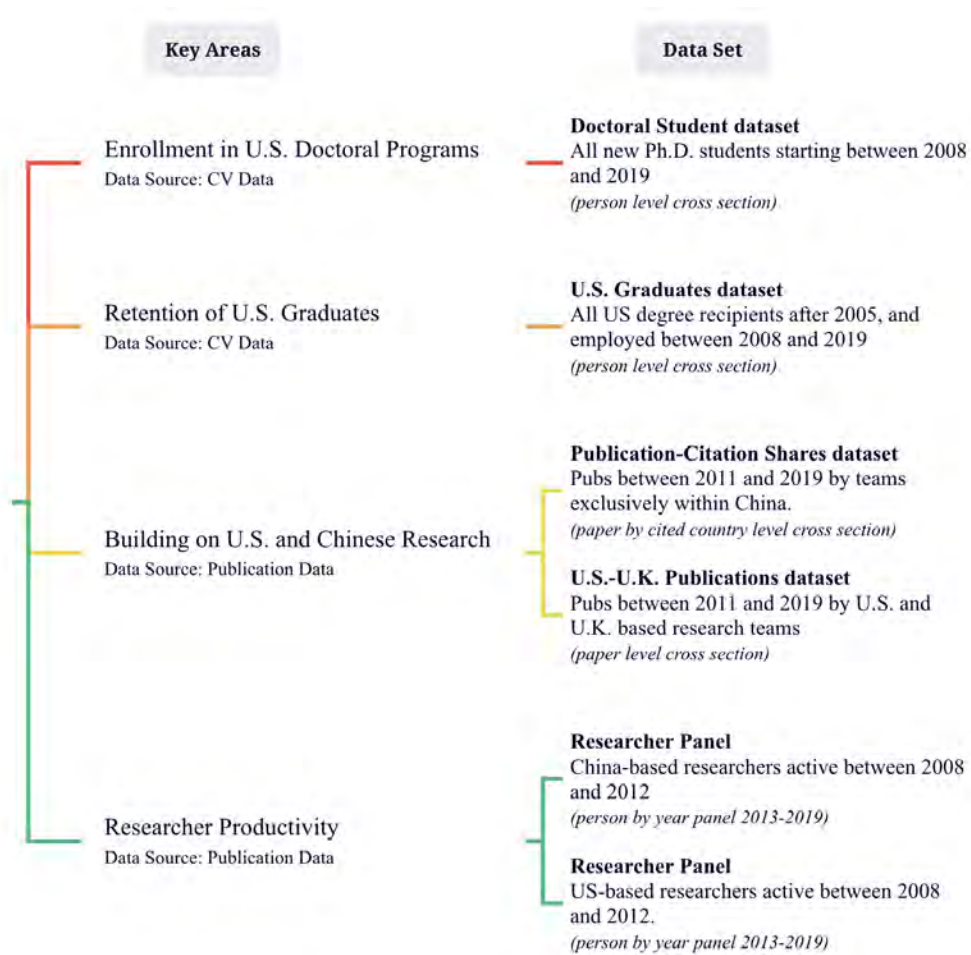 Key Areas
Data Set
Enrollment in U.S. Doctoral Programs
Data Source: CV Data
Doctoral Student dataset
All new Ph.D. students starting between 2008
and 2019
(person level cross section)
Retention of U.S. Graduates
Data Source: CV Data
U.S. Graduates dataset
All US degree recipients after 2005, and
employed between 2008 and 2019
(person level cross section)
Building on U.S. and Chinese Research
Data Source: Publication Data
Publication-Citation Shares dataset
Pubs between 2011 and 2019 by teams
exclusively within China.
(paper by cited country level cross section)
U.S.-U.K. Publications dataset
Pubs between 2011 and 2019 by U.S. and
U.K. based research teams
(paper level cross section)
Researcher Productivity
Data Source: Publication Data
Researcher Panel
China-based researchers active between 2008
and 2012
(person by year panel 2013-2019)
Researcher Panel
US-based researchers active between 2008
and 2012.
(person by year panel 2013-2019)